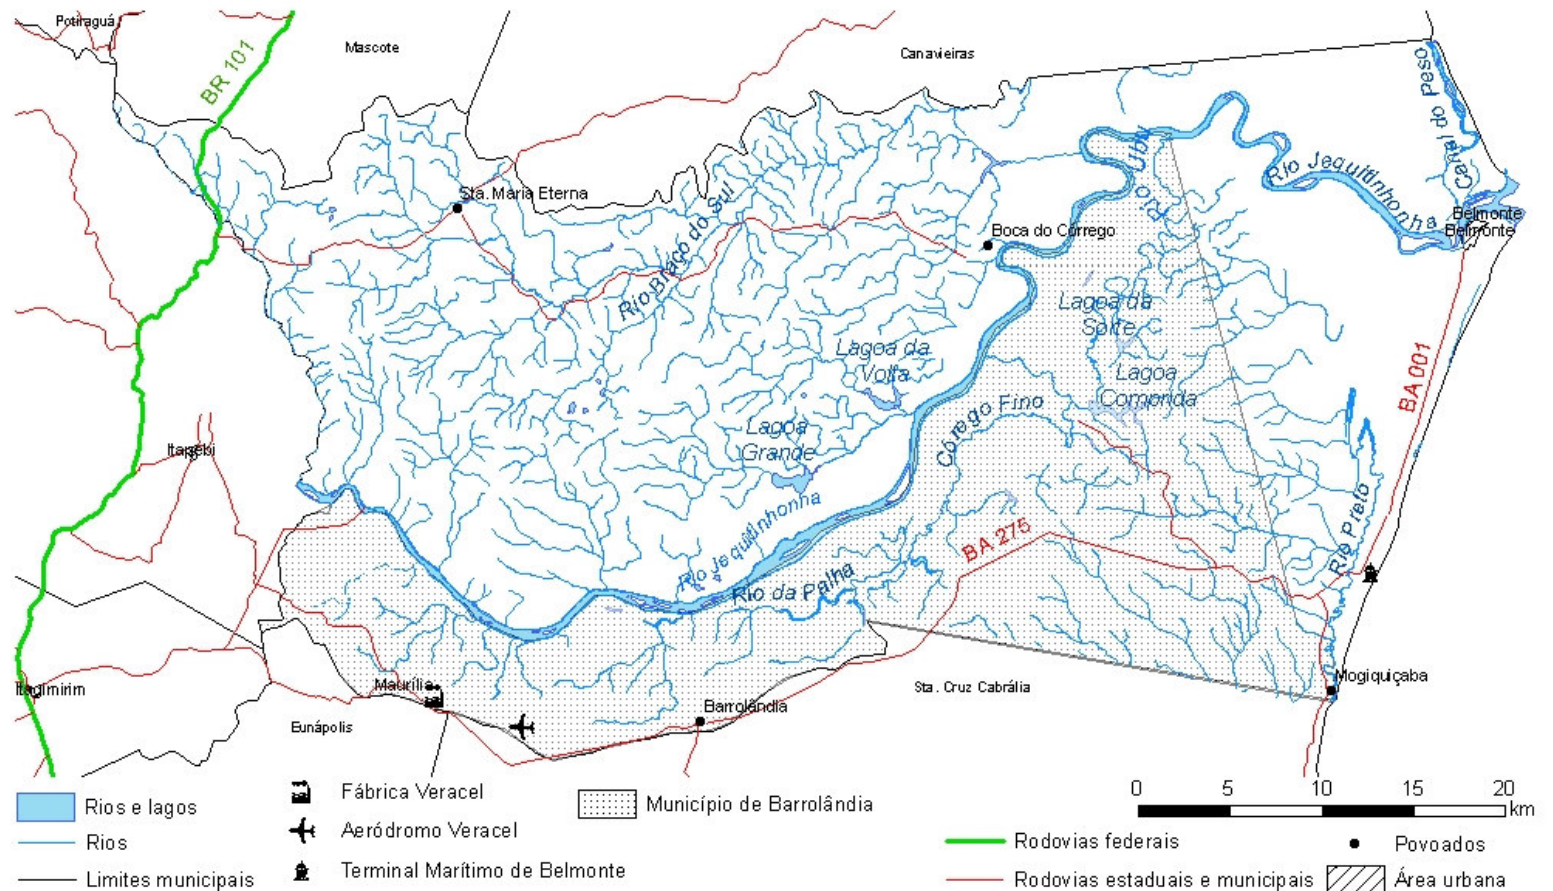 Potiraguá
Mascote
Canavieiras
BR 101
Canal do Peso
Rio Ubu
Rio Jequitinhonha
Sta. Maria Eterna
Rio Braço do Sul
Belmonte
Belmonte
Boca do Córrego
Lagoa da
Sorte
Lagoa da
Volta
Lagoa
Comprida
BA 001
Córrego Fino
Lagoa
Grande
Itapebi
Rio Jequitinhonha
Rio Preto
BA 275
Rio da Palha
Itagimirim
Maurília
Sta. Cruz Cabrália
Mogiquiçaba
Barrolândia
Eunápolis
Rios e lagos
Rios
Limites municipais
Fábrica Veracel
Aeródromo Veracel
Terminal Marítimo de Belmonte
Município de Barrolândia
0 5 10 15 20
km
Rodovias federais
Rodovias estaduais e municipais
Povoados
Área urbana